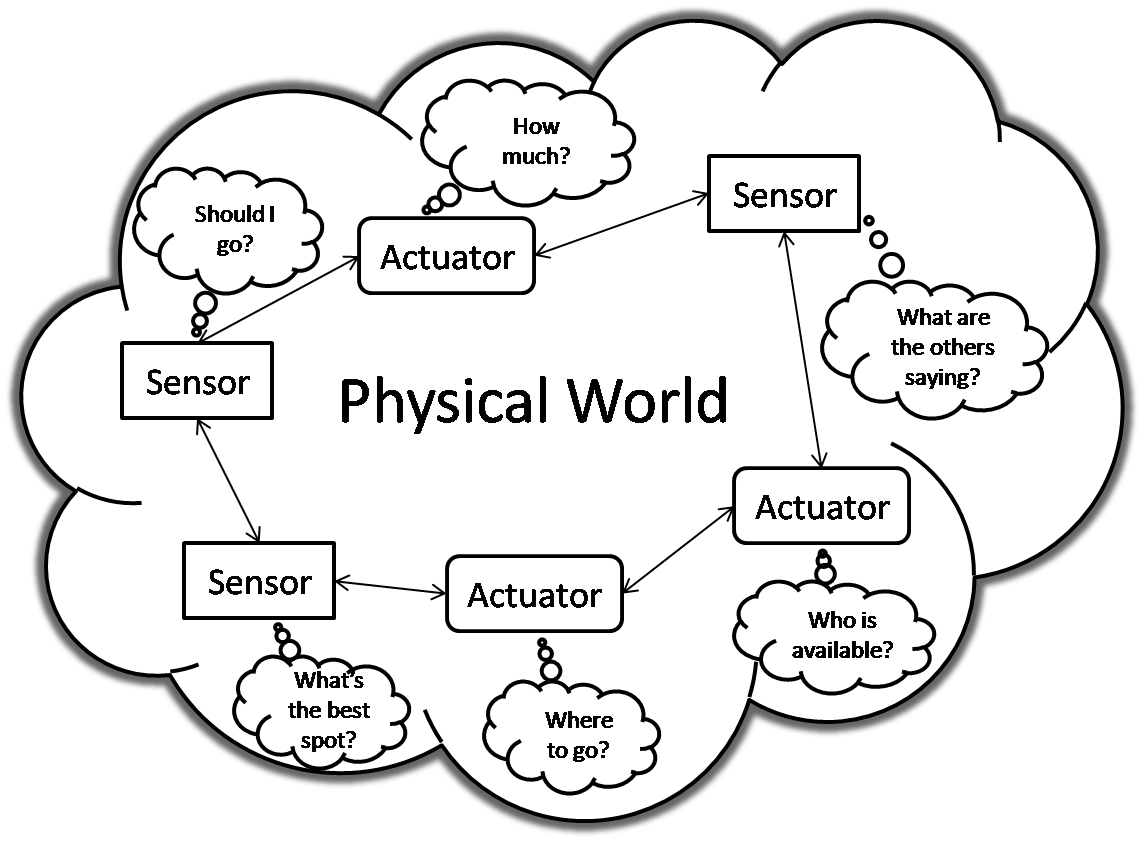 How
much?
Sensor
Should I
go?
Actuator
What are
the others
saying?
Sensor
Physical World
Actuator
Sensor
Actuator
Who is
available?
What's
the best
spot?
Where
to go?